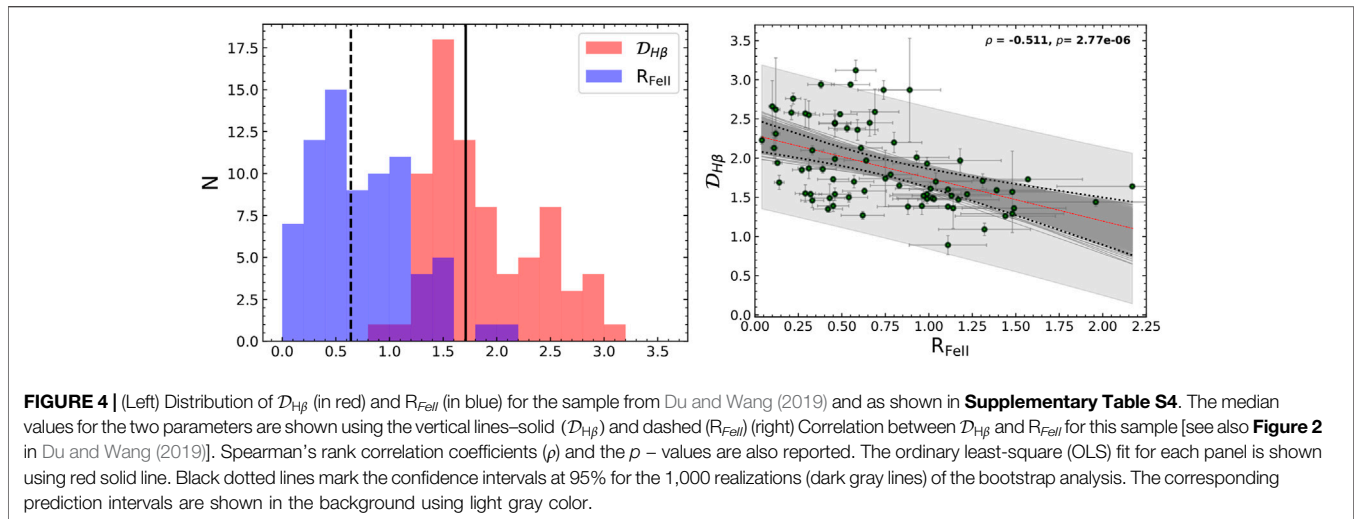 17.5
15.0
12.5
10.0
7.5
5.0
2.5
0.0
N
𝒟Hβ
RFeII
0.0 0.5 1.0 1.5 2.0 2.5 3.0 3.5
ρ = -0.511, p= 2.77e-06
3.5
3.0
2.5
2.0
1.5
1.0
0.5
0.0
𝒟Hβ
0.00 0.25 0.50 0.75 1.00 1.25 1.50 1.75 2.00 2.25
RFeII
FIGURE 4 | (Left) Distribution of 𝒟Hβ (in red) and RFeII (in blue) for the sample from Du and Wang (2019) and as shown in Supplementary Table S4. The median
values for the two parameters are shown using the vertical lines–solid (𝒟Hβ) and dashed (RFeII) (right) Correlation between 𝒟Hβ and RFeII for this sample [see also Figure 2
in Du and Wang (2019)]. Spearman's rank correlation coefficients (ρ) and the p − values are also reported. The ordinary least-square (OLS) fit for each panel is shown
using red solid line. Black dotted lines mark the confidence intervals at 95% for the 1,000 realizations (dark gray lines) of the bootstrap analysis. The corresponding
prediction intervals are shown in the background using light gray color.